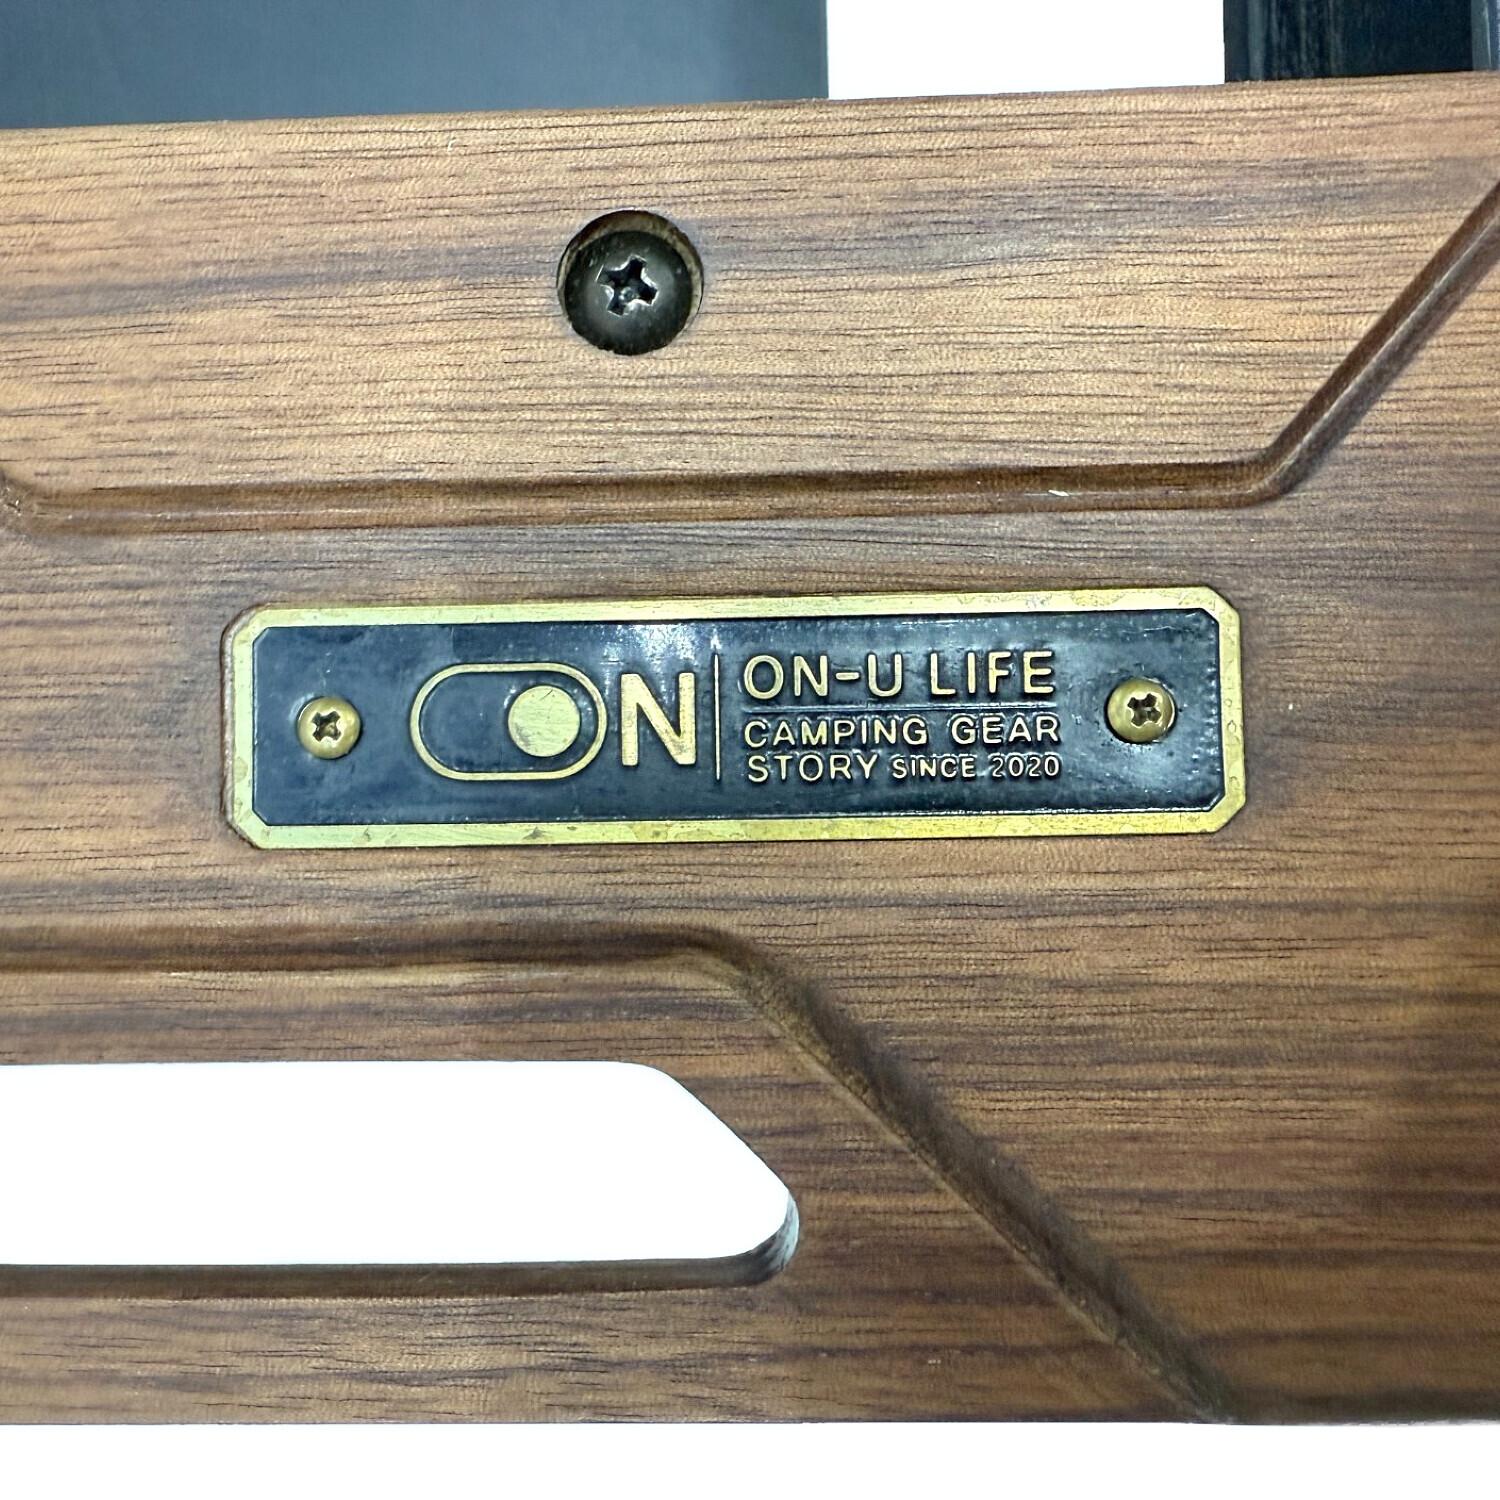 ON
ON-U LIFE
CAMPING GEAR
STORY SINCE 2020